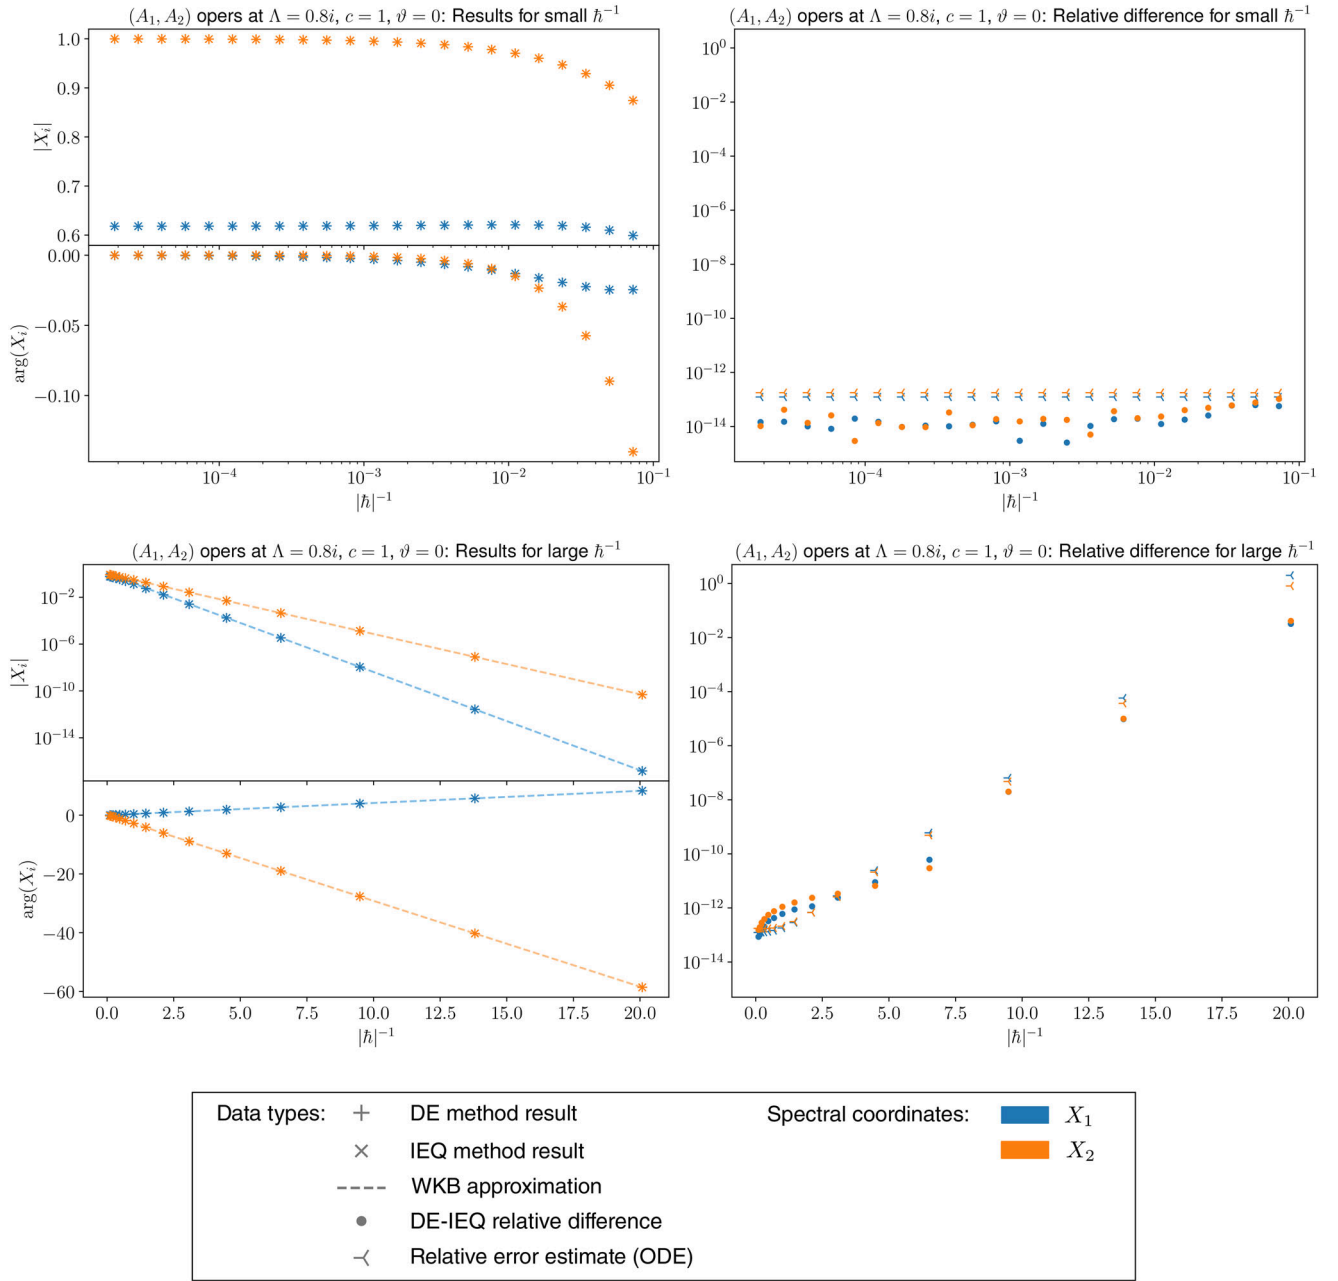 (A₁, A₂) opers at Λ = 0.8i, c = 1, ϑ = 0: Results for small ℏ⁻¹
1.0
0.9
0.8
0.7
0.6
|Xᵢ|
0.00
−0.05
−0.10
arg(Xᵢ)
10⁻⁴
10⁻³
10⁻²
10⁻¹
|ℏ|⁻¹
(A₁, A₂) opers at Λ = 0.8i, c = 1, ϑ = 0: Relative difference for small ℏ⁻¹
10⁰
10⁻²
10⁻⁴
10⁻⁶
10⁻⁸
10⁻¹⁰
10⁻¹²
10⁻¹⁴
10⁻⁴
10⁻³
10⁻²
10⁻¹
|ℏ|⁻¹
(A₁, A₂) opers at Λ = 0.8i, c = 1, ϑ = 0: Results for large ℏ⁻¹
10⁻²
10⁻⁶
10⁻¹⁰
10⁻¹⁴
|Xᵢ|
0
−20
−40
−60
arg(Xᵢ)
0.0
2.5
5.0
7.5
10.0
12.5
15.0
17.5
20.0
|ℏ|⁻¹
(A₁, A₂) opers at Λ = 0.8i, c = 1, ϑ = 0: Relative difference for large ℏ⁻¹
10⁰
10⁻²
10⁻⁴
10⁻⁶
10⁻⁸
10⁻¹⁰
10⁻¹²
10⁻¹⁴
0.0
2.5
5.0
7.5
10.0
12.5
15.0
17.5
20.0
|ℏ|⁻¹
Data types:
DE method result
IEQ method result
WKB approximation
DE-IEQ relative difference
Relative error estimate (ODE)
Spectral coordinates:
X₁
X₂